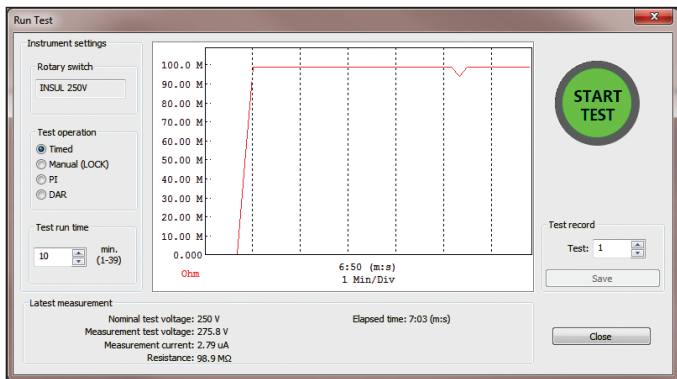 Run Test
Instrument settings
Rotary switch
INSUL 250V
Test operation
Timed
Manual (LOCK)
PI
DAR
Test run time
10
min.
(1-39)
100.0 M
90.00 M
80.00 M
70.00 M
60.00 M
50.00 M
40.00 M
30.00 M
20.00 M
10.00 M
0.000
Ohm
6:50 (m:s)
1 Min/Div
START
TEST
Test record
Test: 1
Save
Latest measurement
Nominal test voltage: 250 V
Measurement test voltage: 275.8 V
Measurement current: 2.79 uA
Resistance: 98.9 MΩ
Elapsed time: 7:03 (m:s)
Close